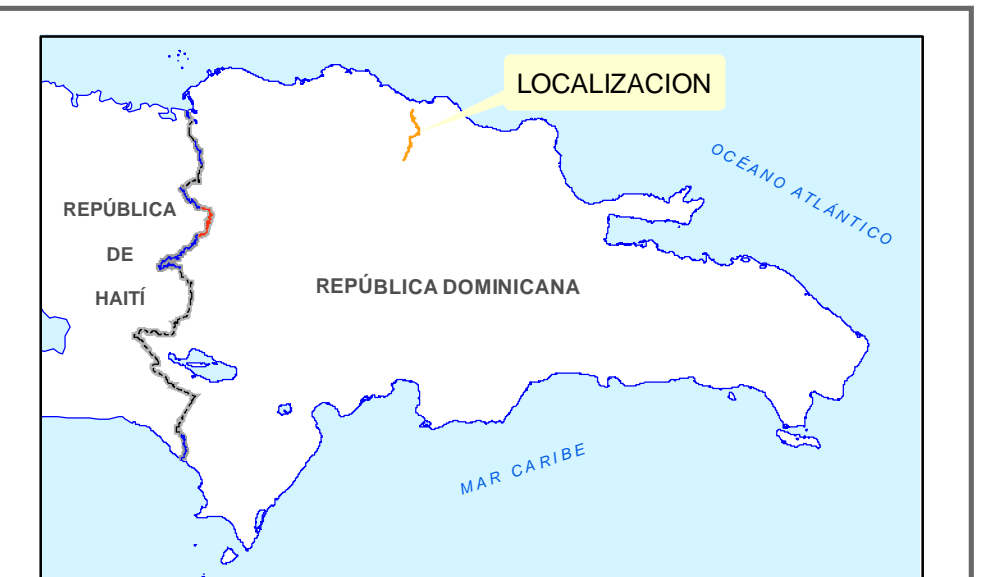 LOCALIZACION
OCÉANO ATLÁNTICO
REPÚBLICA
DE
HAITÍ
REPÚBLICA DOMINICANA
MAR CARIBE